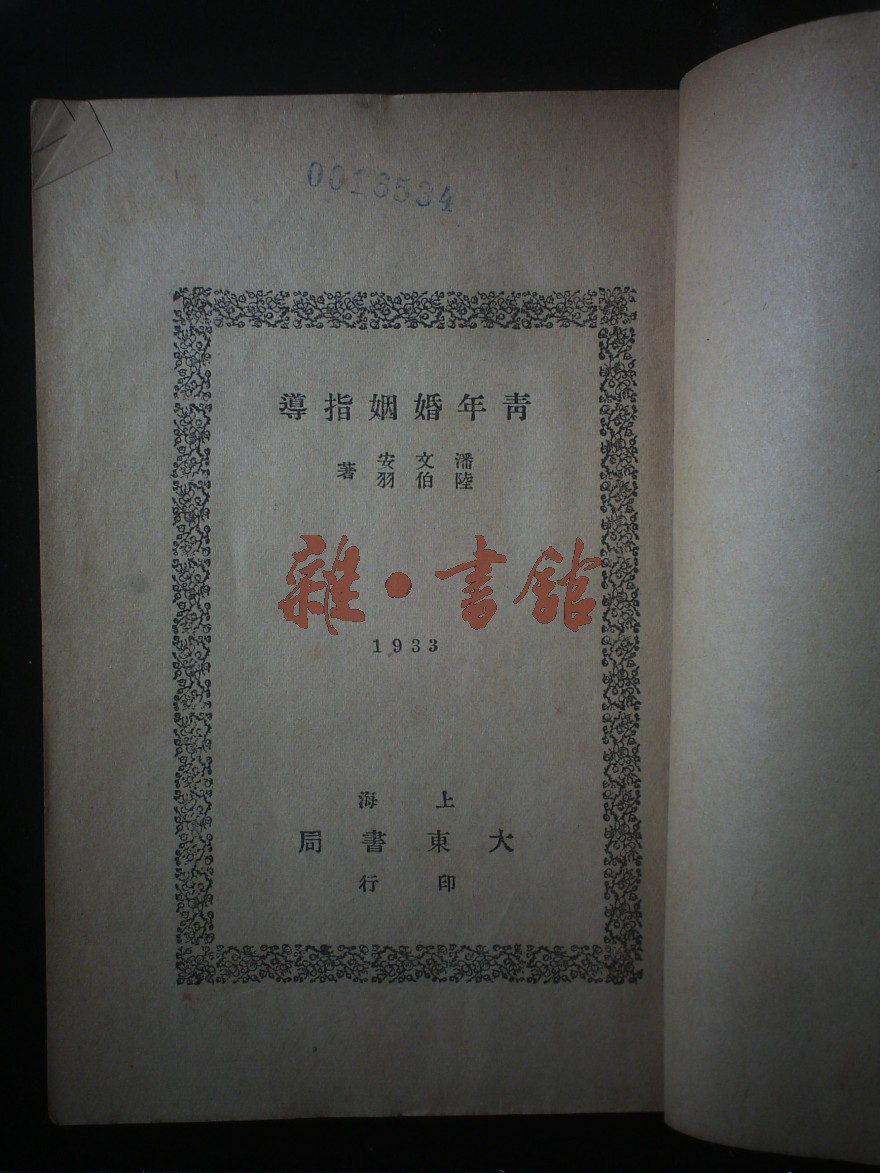 0016534
靑年婚姻指導
潘文安
陸伯羽
著
雜·書館
1933
上海
大東書局
印行